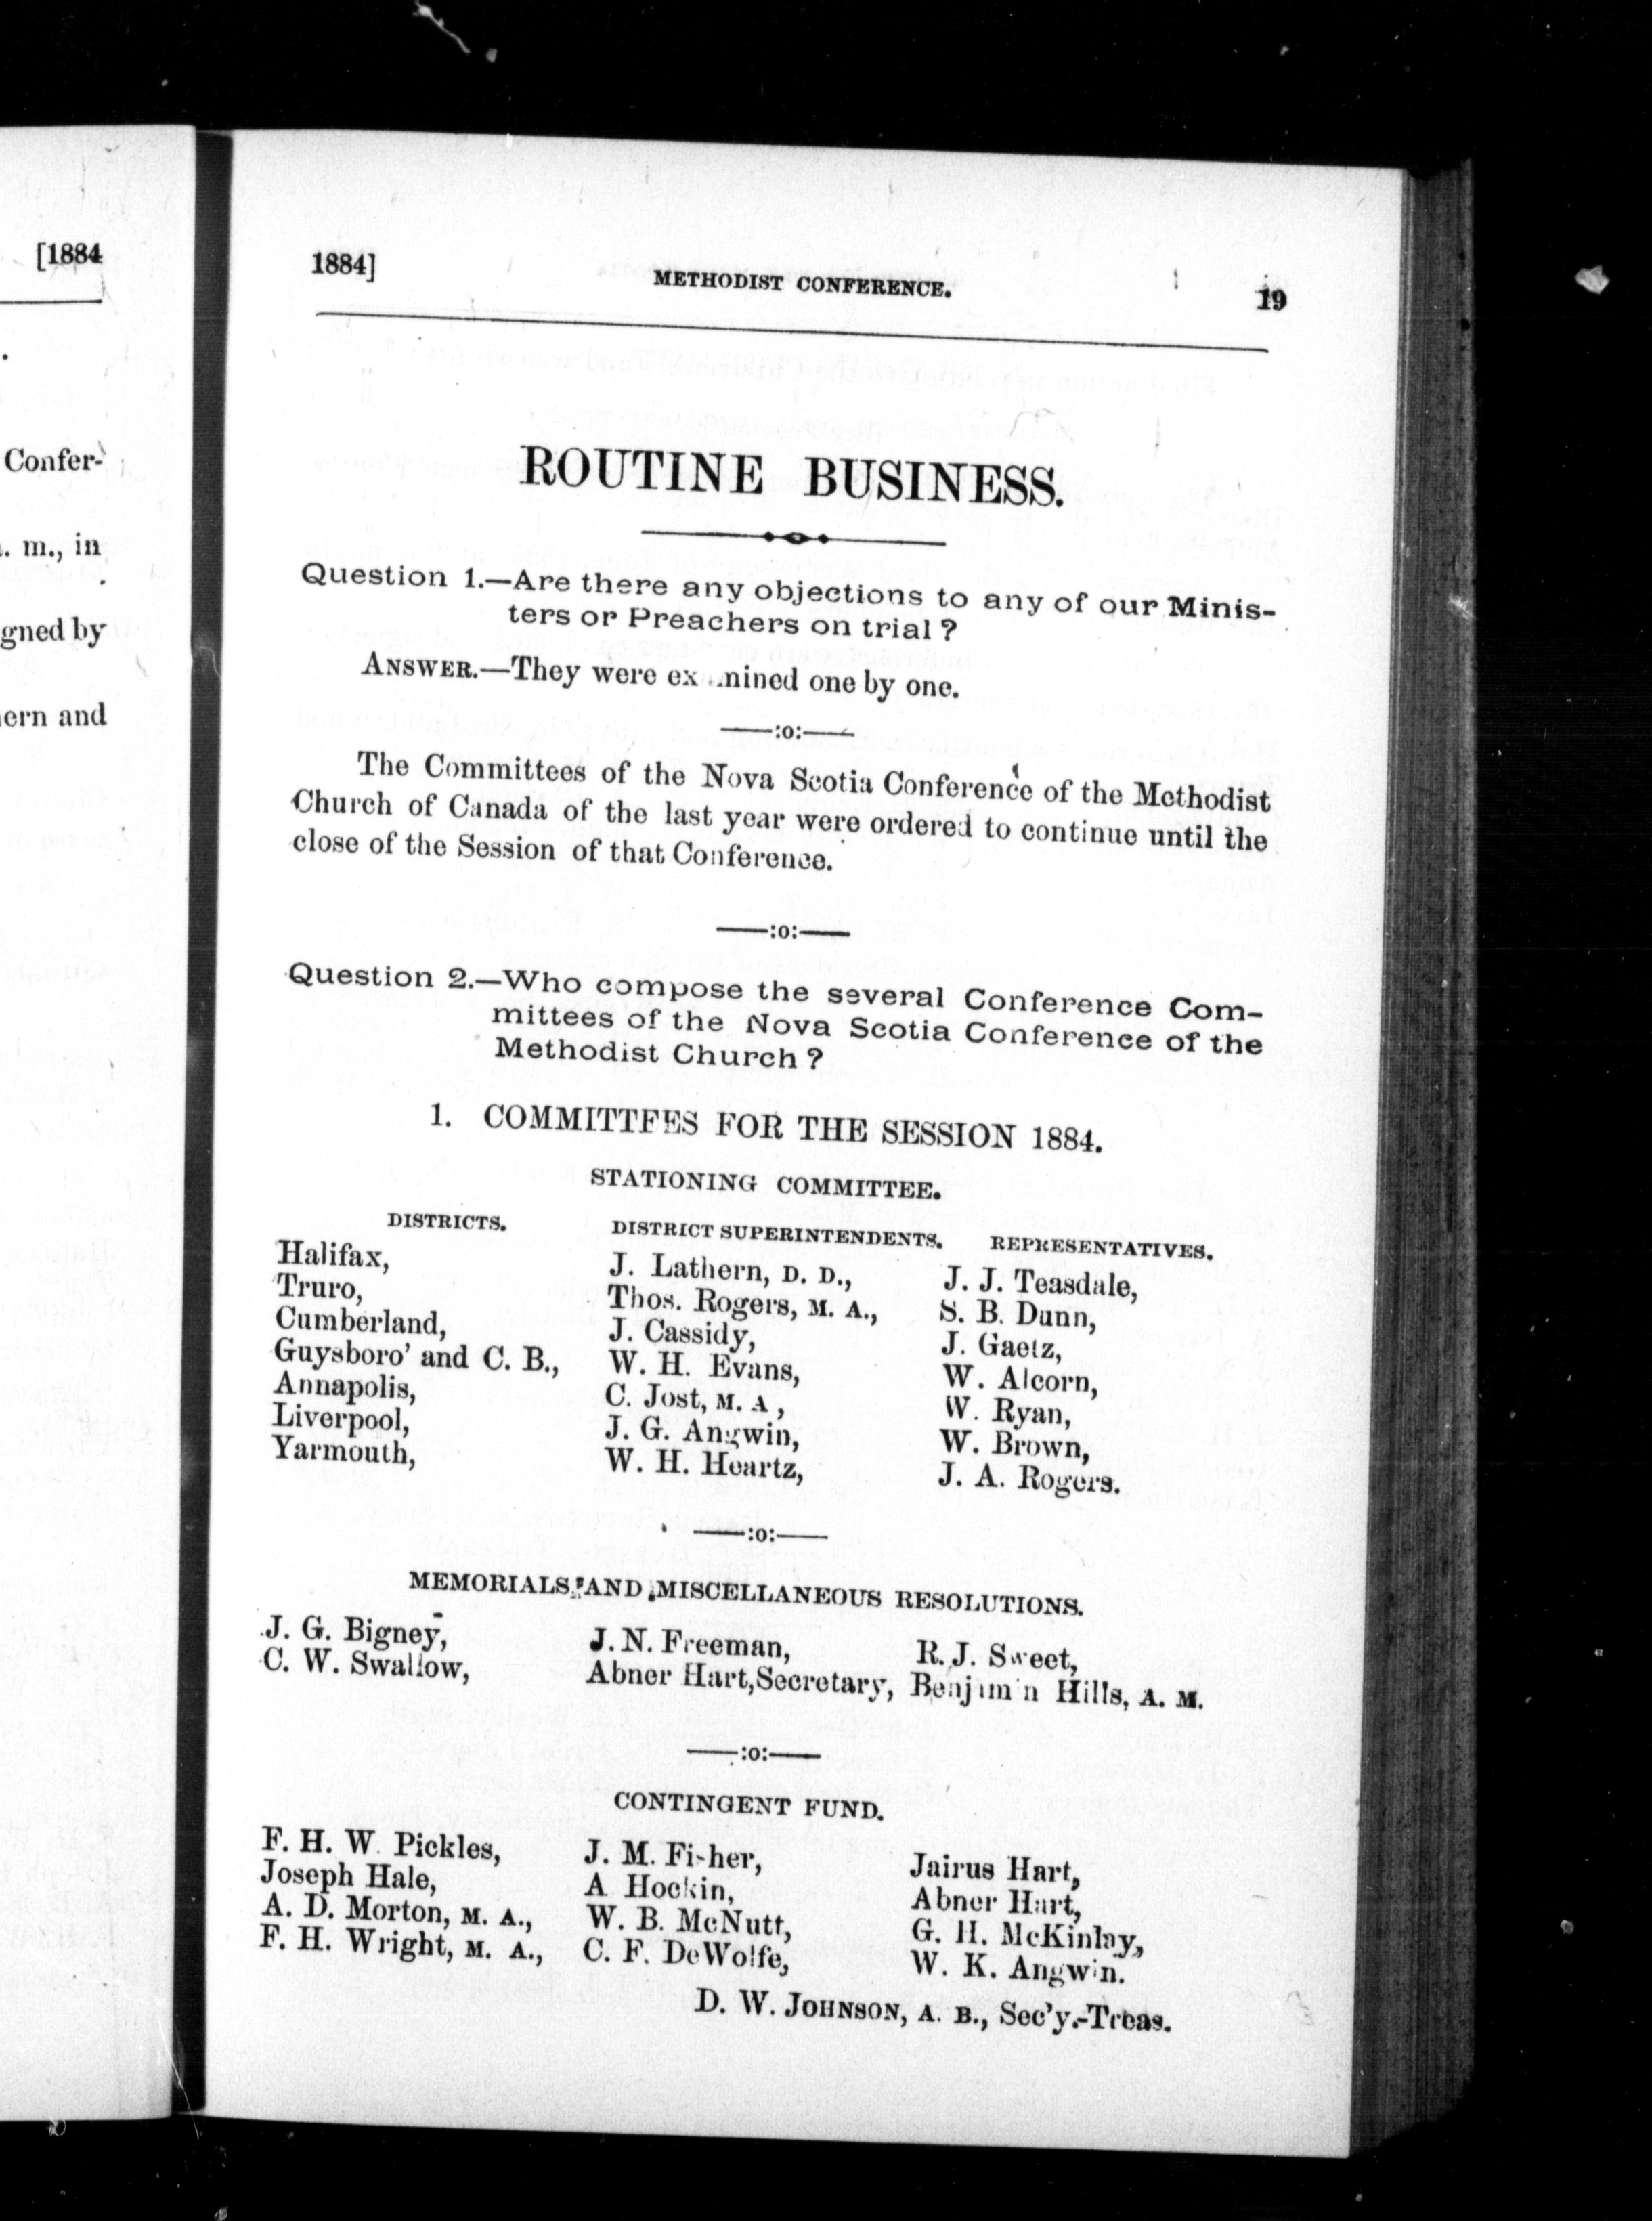 [1884
Confer-
. m., in
gned by
ern and
1884] METHODIST CONFERENCE. 19
ROUTINE BUSINESS.
Question 1.—Are there any objections to any of our Minis-
ters or Preachers on trial ?
ANSWER.—They were examined one by one.
——:o:——
The Committees of the Nova Scotia Conference of the Methodist
Church of Canada of the last year were ordered to continue until the
close of the Session of that Conference.
——:o:——
Question 2.—Who compose the several Conference Com-
mittees of the Nova Scotia Conference of the
Methodist Church ?
1. COMMITTEES FOR THE SESSION 1884.
STATIONING COMMITTEE.
DISTRICTS. DISTRICT SUPERINTENDENTS. REPRESENTATIVES.
Halifax, J. Lathern, D. D., J. J. Teasdale,
Truro, Thos. Rogers, M. A., S. B. Dunn,
Cumberland, J. Cassidy, J. Gaetz,
Guysboro' and C. B., W. H. Evans, W. Alcorn,
Annapolis, C. Jost, M. A, W. Ryan,
Liverpool, J. G. Angwin, W. Brown,
Yarmouth, W. H. Heartz, J. A. Rogers.
——:o:——
MEMORIALS AND MISCELLANEOUS RESOLUTIONS.
J. G. Bigney, J. N. Freeman, R. J. Sweet,
C. W. Swallow, Abner Hart, Secretary, Benjamin Hills, A. M.
——:o:——
CONTINGENT FUND.
F. H. W. Pickles, J. M. Fisher, Jairus Hart,
Joseph Hale, A Hockin, Abner Hart,
A. D. Morton, M. A., W. B. McNutt, G. H. McKinlay,
F. H. Wright, M. A., C. F. DeWolfe, W. K. Angwin.
D. W. JOHNSON, A. B., Sec'y.-Treas.